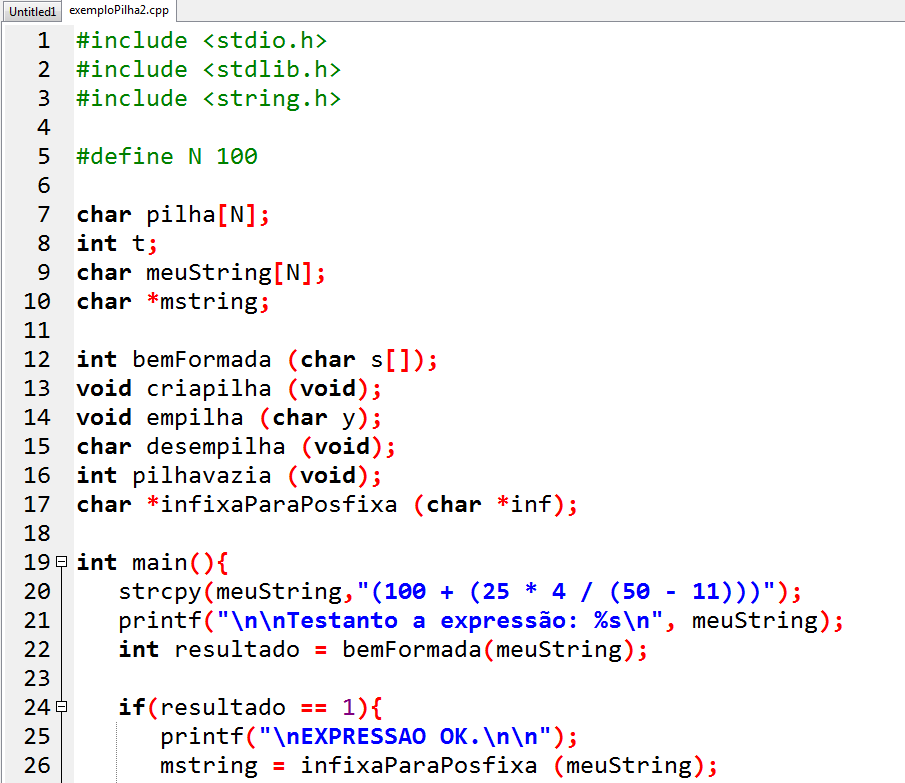 Untitled1 exemploPilha2.cpp
1 #include <stdio.h>
2 #include <stdlib.h>
3 #include <string.h>
4
5 #define N 100
6
7 char pilha[N];
8 int t;
9 char meuString[N];
10 char *mstring;
11
12 int bemFormada (char s[]);
13 void criapilha (void);
14 void empilha (char y);
15 char desempilha (void);
16 int pilhavazia (void);
17 char *infixaParaPosfixa (char *inf);
18
19 int main(){
20 strcpy(meuString,"(100 + (25 * 4 / (50 - 11)))");
21 printf("\n\nTestanto a expressão: %s\n", meuString);
22 int resultado = bemFormada(meuString);
23
24 if(resultado == 1){
25 printf("\nEXPRESSAO OK.\n\n");
26 mstring = infixaParaPosfixa (meuString);